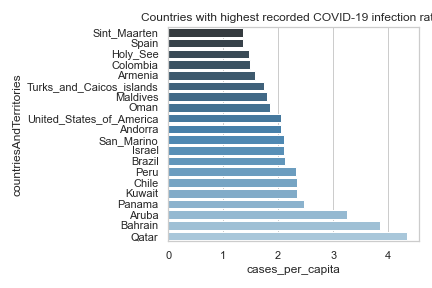 Countries with highest recorded COVID-19 infection rat
Sint_Maarten
Spain
Holy_See
Colombia
Armenia
Turks_and_Caicos_islands
Maldives
Oman
United_States_of_America
Andorra
San_Marino
Israel
Brazil
Peru
Chile
Kuwait
Panama
Aruba
Bahrain
Qatar
countriesAndTerritories
0 1 2 3 4
cases_per_capita